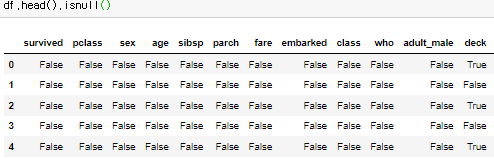 df.head().isnull()
survived pclass sex age sibsp parch fare embarked class who adult_male deck
0 False False False False False False False False False False False True
1 False False False False False False False False False False False False
2 False False False False False False False False False False False True
3 False False False False False False False False False False False False
4 False False False False False False False False False False False True